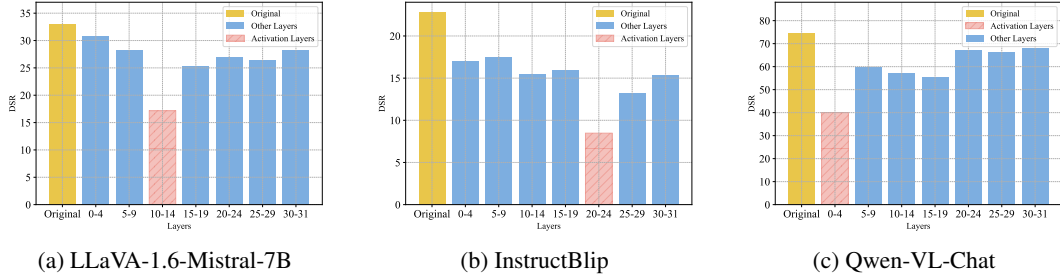 35
30
25
20
15
10
5
0
DSR
Original
Other Layers
Activation Layers
Original 0-4 5-9 10-14 15-19 20-24 25-29 30-31
Layers
(a) LLaVA-1.6-Mistral-7B
20
15
10
5
0
DSR
Original
Other Layers
Activation Layers
Original 0-4 5-9 10-14 15-19 20-24 25-29 30-31
Layers
(b) InstructBlip
80
70
60
50
40
30
20
10
0
DSR
Original
Activation Layers
Other Layers
Original 0-4 5-9 10-14 15-19 20-24 25-29 30-31
Layers
(c) Qwen-VL-Chat